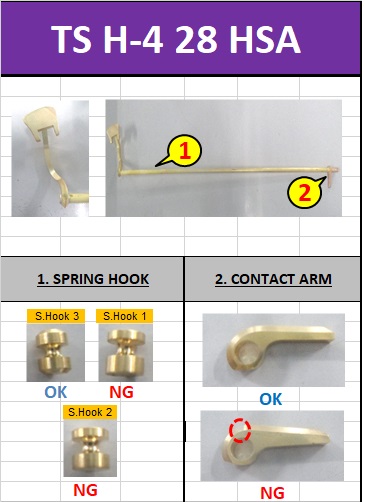 TS H-4 28 HSA
1
2
1. SPRING HOOK
2. CONTACT ARM
S.Hook 3
S.Hook 1
OK
NG
OK
S.Hook 2
NG
NG